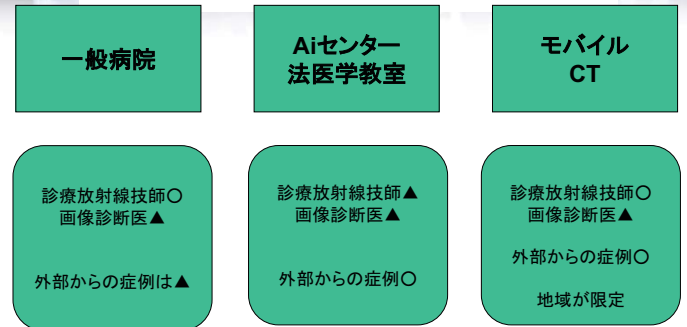 一般病院
Aiセンター
法医学教室
モバイル
CT
診療放射線技師〇
画像診断医▲
外部からの症例は▲
診療放射線技師▲
画像診断医▲
外部からの症例〇
診療放射線技師〇
画像診断医▲
外部からの症例〇
地域が限定